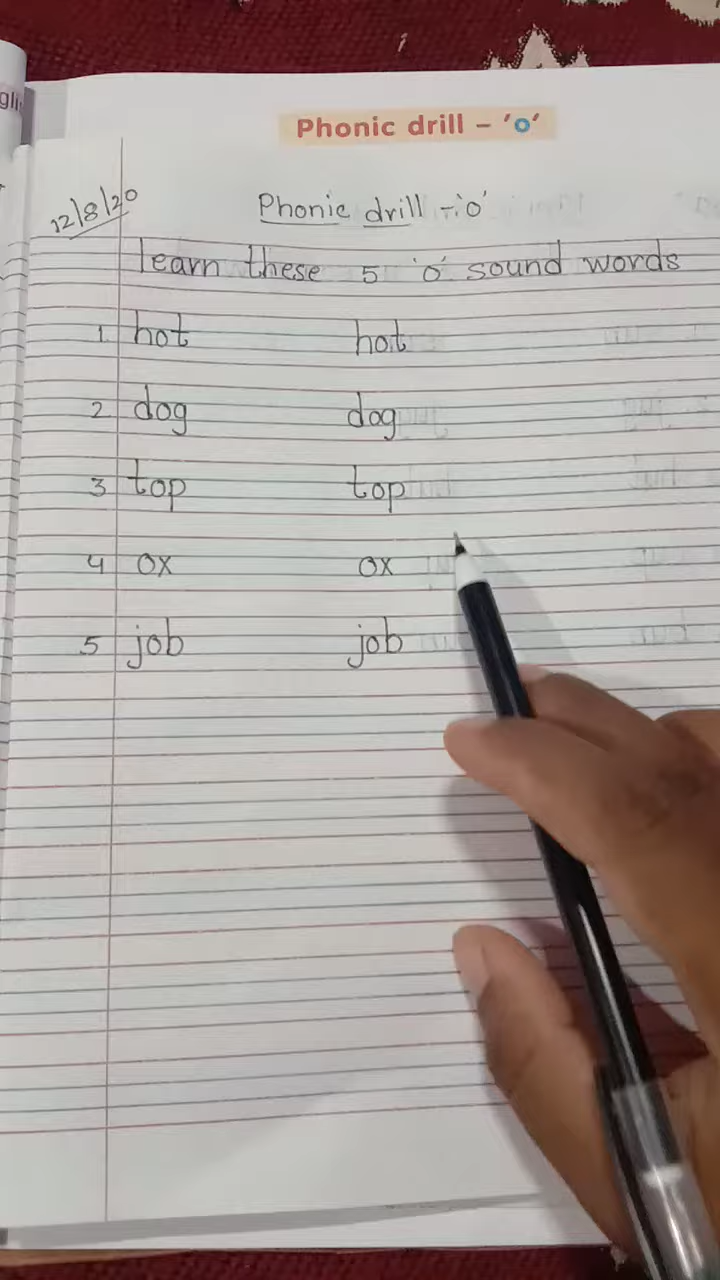 gli
Phonic drill – 'o'
12/8/20
Phonic drill - 'o'
learn these 5 'o' sound words
1. hot hot
2 dog dog
3 top top
4 ox ox
5 job job